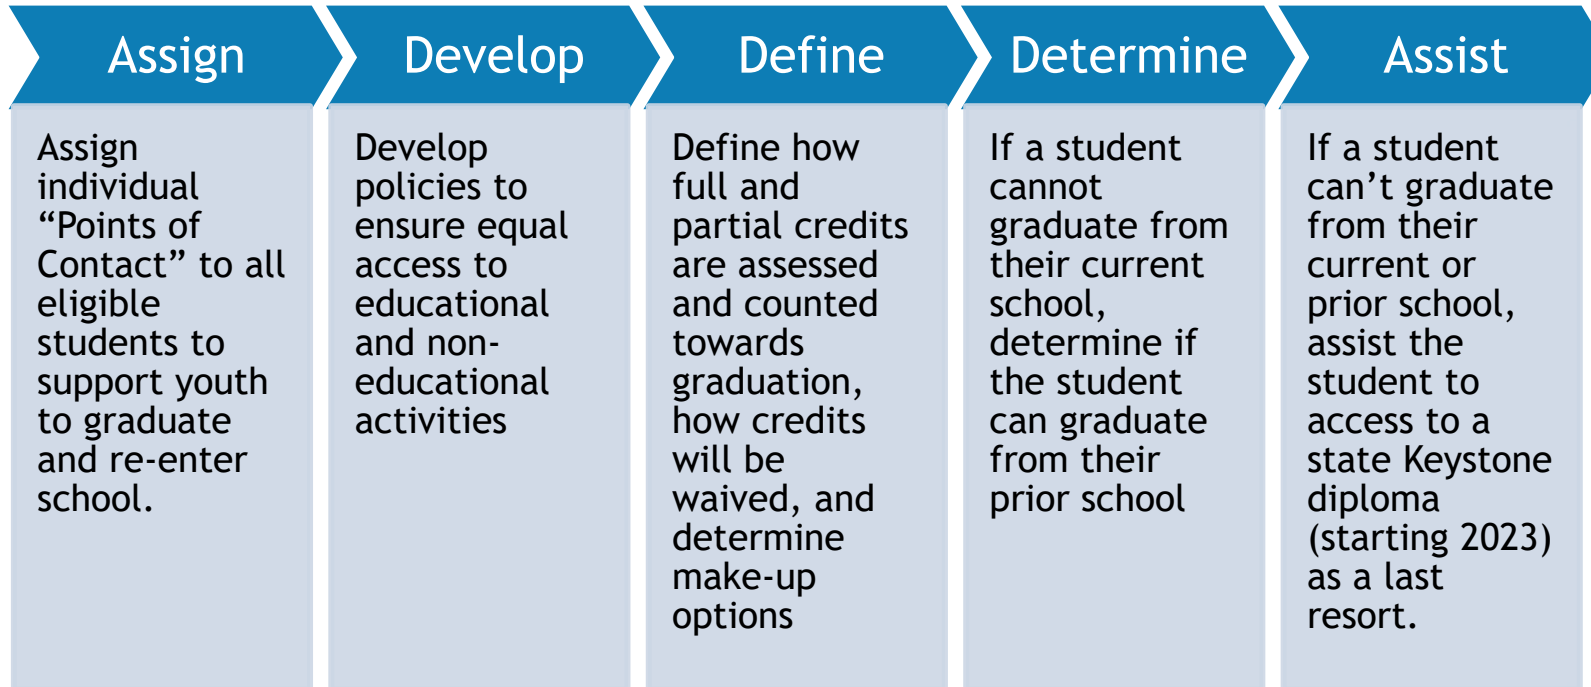 Assign
Assign
individual
“Points of
Contact” to all
eligible
students to
support youth
to graduate
and re-enter
school.
Develop
Develop
policies to
ensure equal
access to
educational
and non-
educational
activities
Define
Define how
full and
partial credits
are assessed
and counted
towards
graduation,
how credits
will be
waived, and
determine
make-up
options
Determine
If a student
cannot
graduate from
their current
school,
determine if
the student
can graduate
from their
prior school
Assist
If a student
can’t graduate
from their
current or
prior school,
assist the
student to
access to a
state Keystone
diploma
(starting 2023)
as a last
resort.